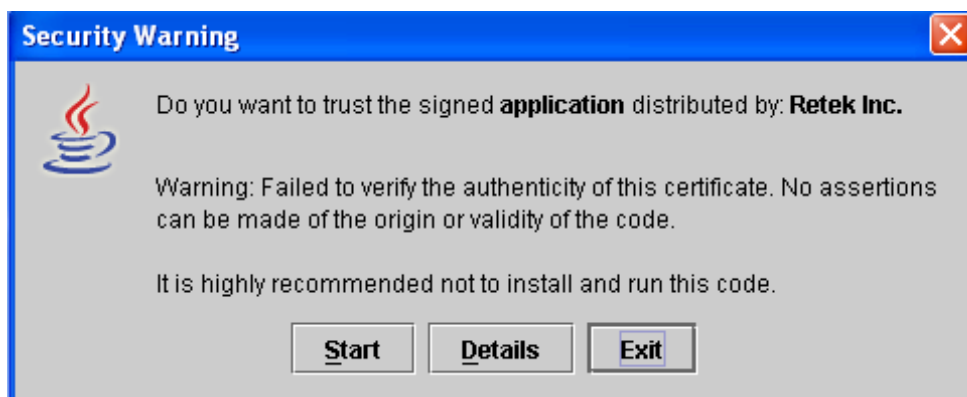 Security Warning
Do you want to trust the signed application distributed by: Retek Inc.
Warning: Failed to verify the authenticity of this certificate. No assertions
can be made of the origin or validity of the code.
It is highly recommended not to install and run this code.
Start Details Exit